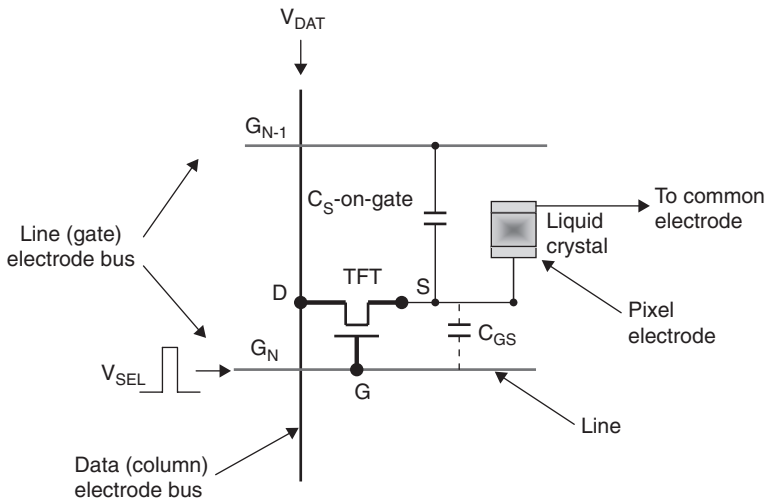 V_DAT
G_N-1
C_S-on-gate
To common
electrode
Liquid
crystal
Line (gate)
electrode bus
TFT
D
S
Pixel
electrode
C_GS
G_N
V_SEL
G
Line
Data (column)
electrode bus